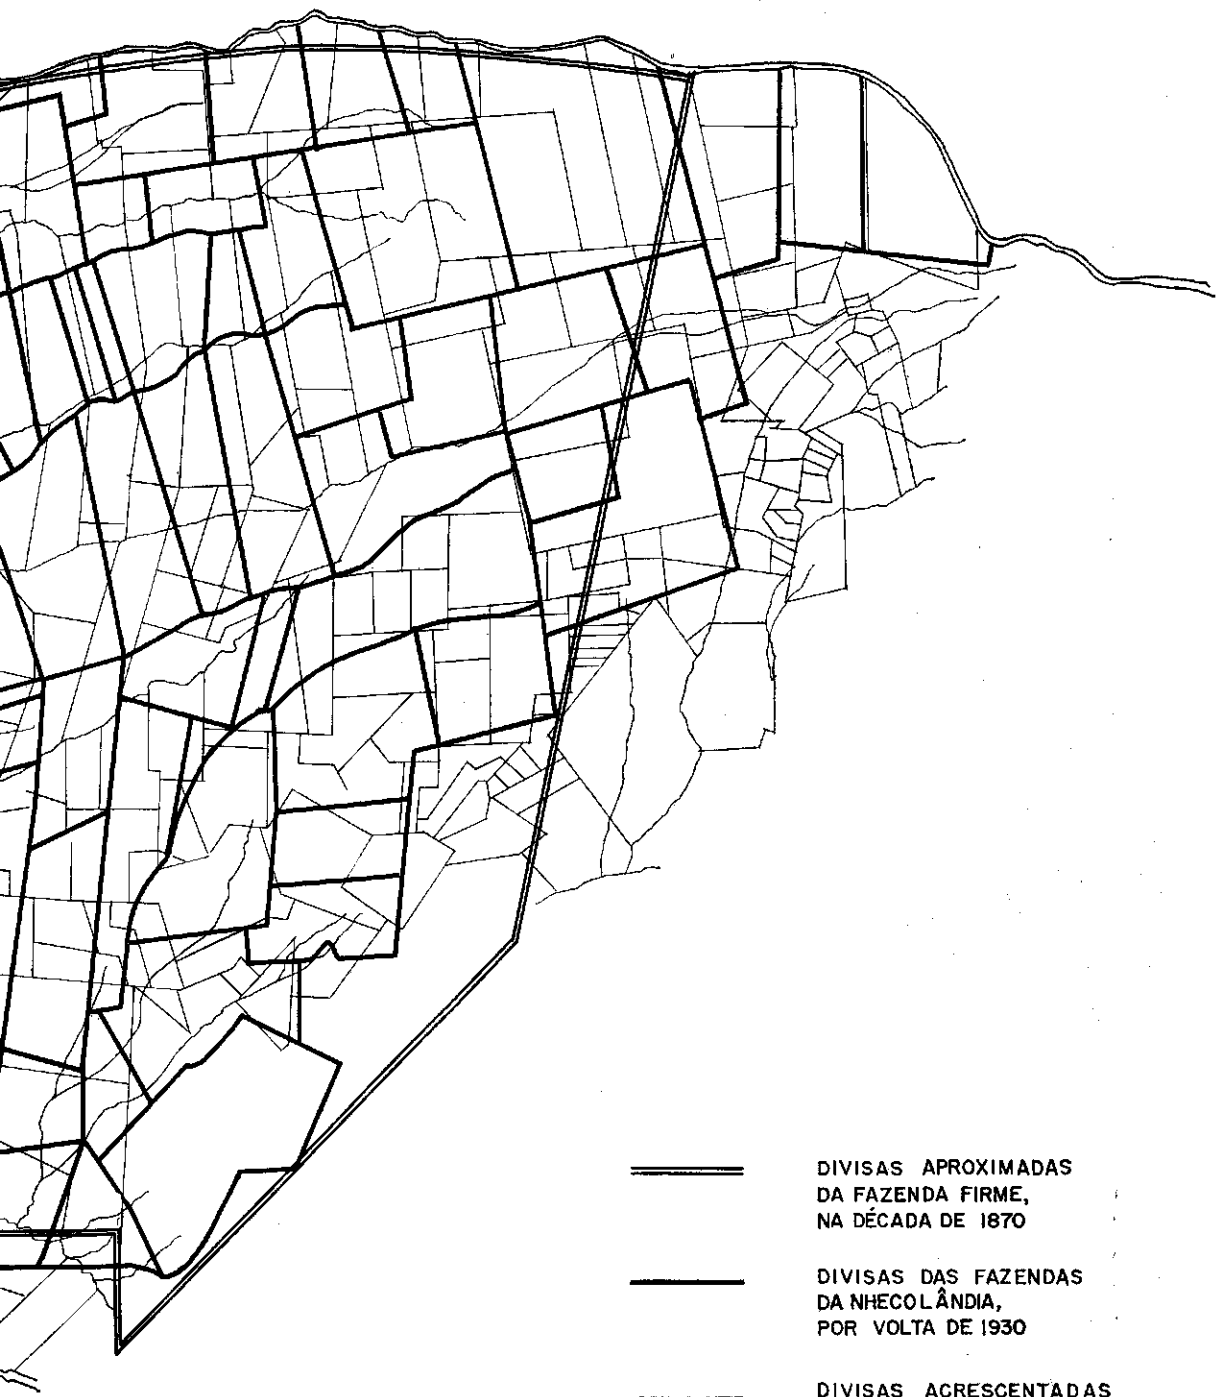 DIVISAS APROXIMADAS
DA FAZENDA FIRME,
NA DÉCADA DE 1870
DIVISAS DAS FAZENDAS
DA NHECOLÂNDIA,
POR VOLTA DE 1930
DIVISAS ACRESCENTADAS